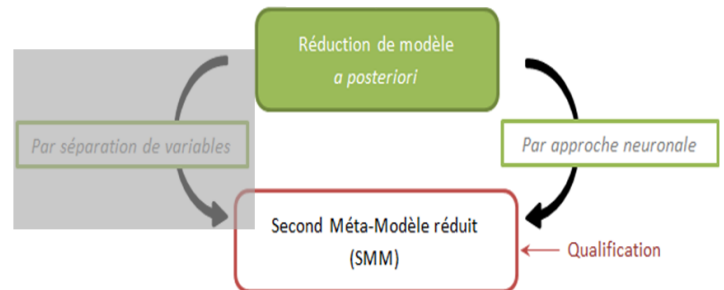 Réduction de modèle
a posteriori
Par séparation de variables
Par approche neuronale
Second Méta-Modèle réduit
(SMM)
Qualification